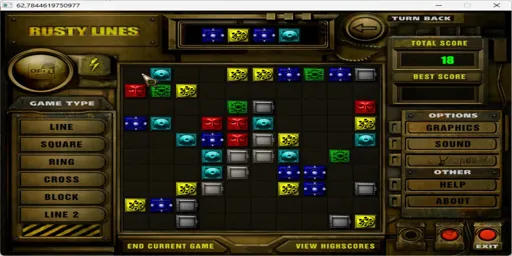 62.7844619750977
RUSTY LINES
TURN BACK
TOTAL SCORE
18
BEST SCORE
GAME TYPE
LINE
SQUARE
RING
CROSS
BLOCK
LINE 2
OPTIONS
GRAPHICS
SOUND
OTHER
HELP
ABOUT
EXIT
END CURRENT GAME
VIEW HIGHSCORES